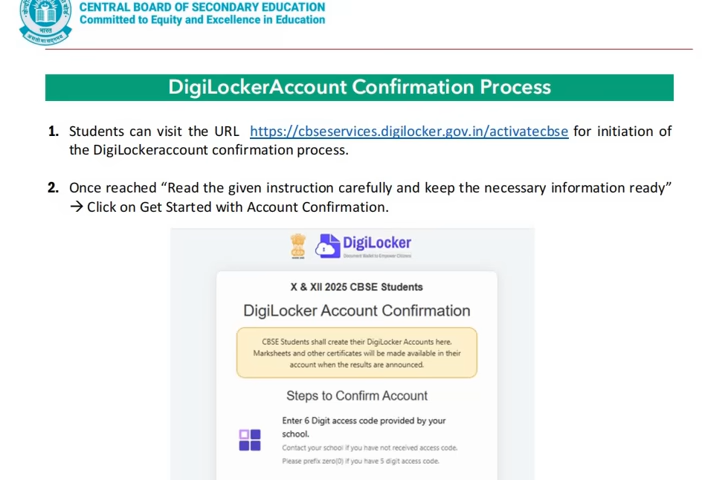 CENTRAL BOARD OF SECONDARY EDUCATION
Committed to Equity and Excellence in Education
भारत
DigiLockerAccount Confirmation Process
1. Students can visit the URL https://cbseservices.digilocker.gov.in/activatecbse for initiation of
the DigiLockeraccount confirmation process.
2. Once reached “Read the given instruction carefully and keep the necessary information ready”
→ Click on Get Started with Account Confirmation.
DigiLocker
Document Wallet to Empower Citizens
X & XII 2025 CBSE Students
DigiLocker Account Confirmation
CBSE Students shall create their DigiLocker Accounts here.
Marksheets and other certificates will be made available in their
account when the results are announced.
Steps to Confirm Account
Enter 6 Digit access code provided by your
school.
Contact your school if you have not received access code.
Please prefix zero(0) if you have 5 digit access code.